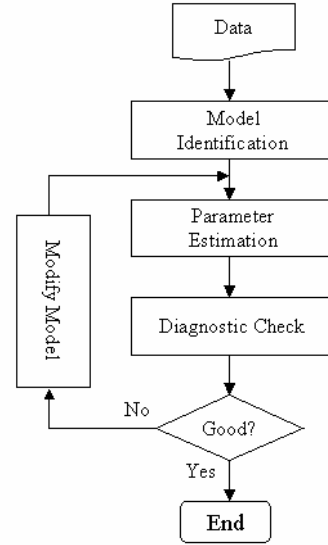 Data
Model
Identification
Parameter
Estimation
Modify Model
Diagnostic Check
No
Good?
Yes
End